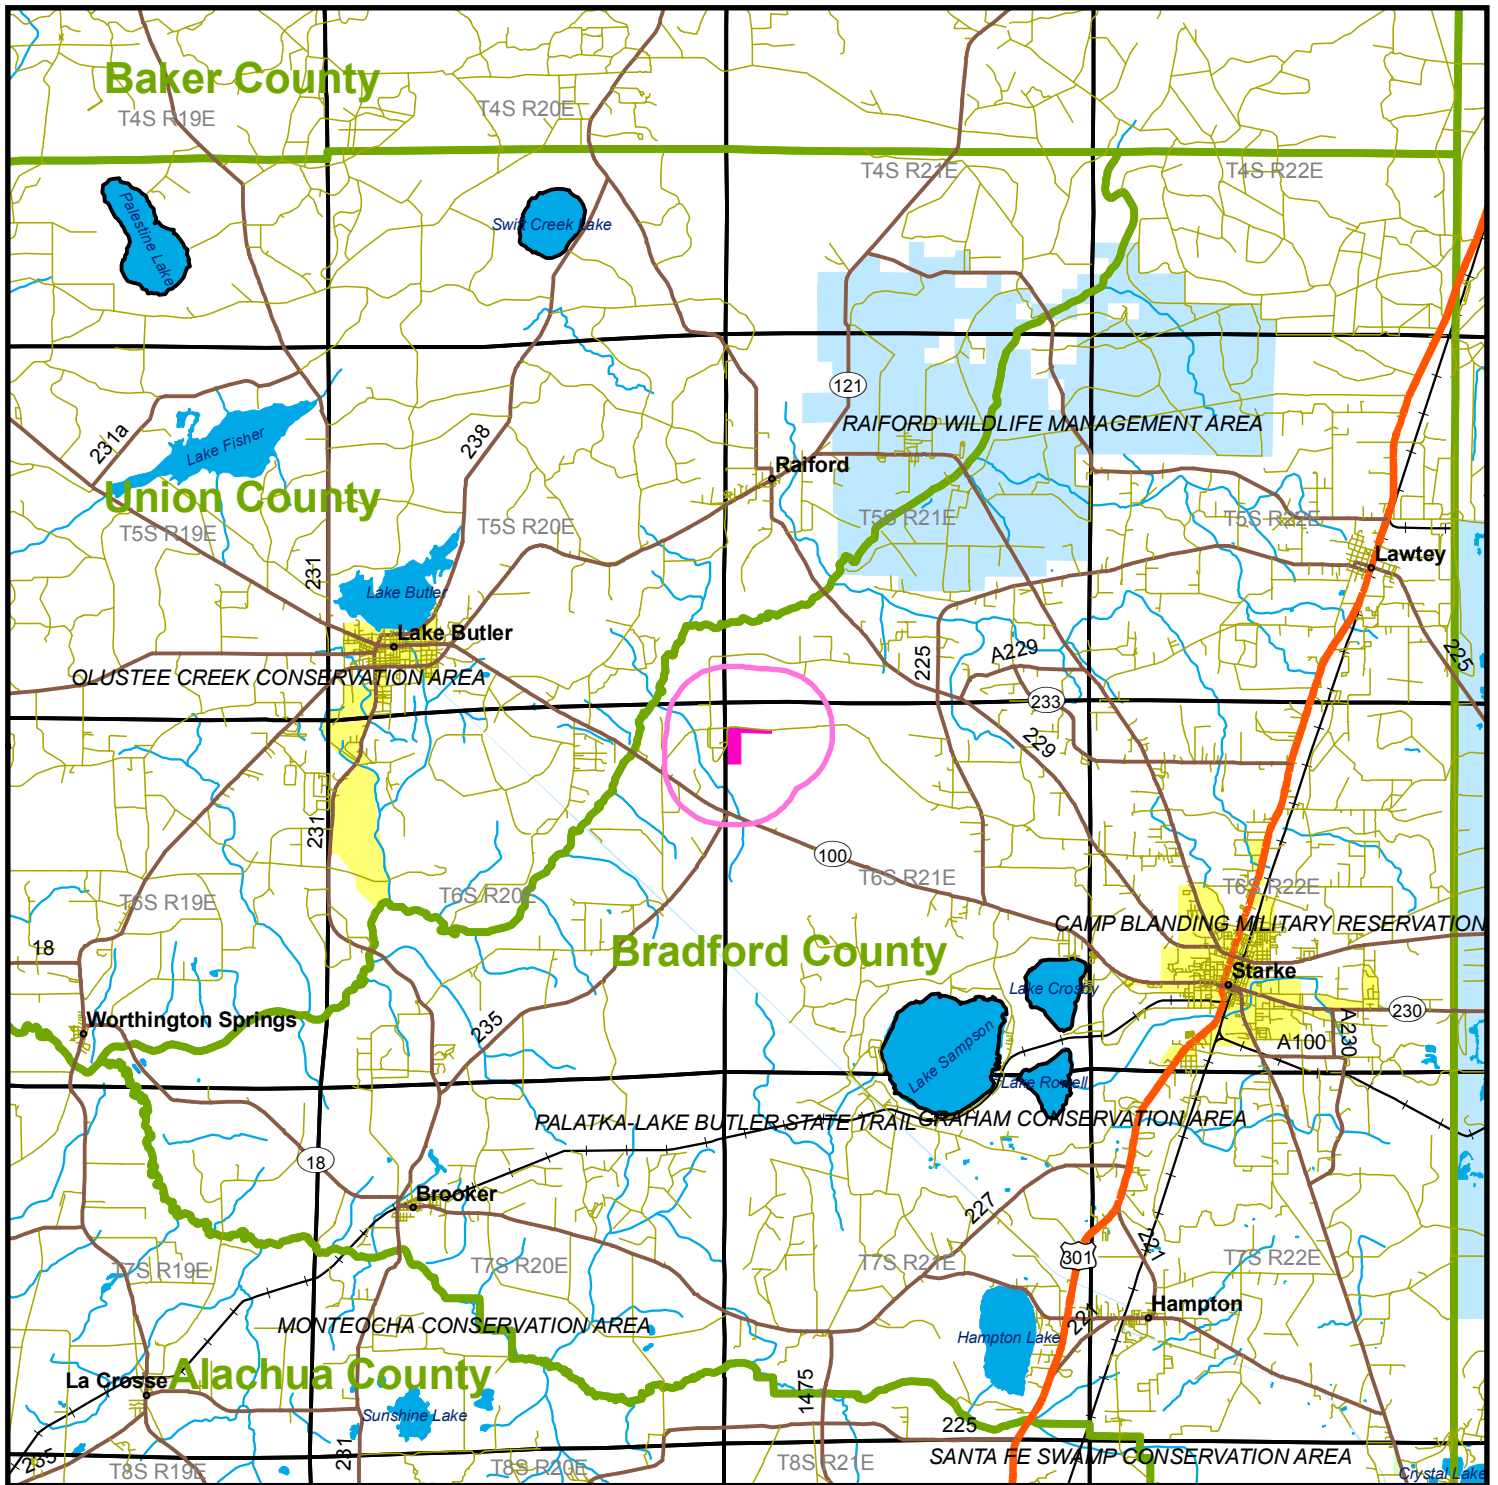 Baker County
T4S R19E
T4S R20E
T4S R21E
T4S R22E
Palestine Lake
Swift Creek Lake
121
RAIFORD WILDLIFE MANAGEMENT AREA
231a
Lake Fisher
238
Raiford
Union County
T5S R19E
T5S R20E
T5S R21E
T5S R22E
Lawtey
231
Lake Butler
Lake Butler
OLUSTEE CREEK CONSERVATION AREA
225
A229
225
233
229
231
100
T6S R19E
T6S R20E
T6S R21E
T6S R22E
CAMP BLANDING MILITARY RESERVATION
18
Bradford County
Starke
Lake Crosby
230
Worthington Springs
235
Lake Sampson
A100
A230
Lake Rowell
PALATKA-LAKE BUTLER STATE TRAIL
GRAHAM CONSERVATION AREA
18
Brooker
227
221
301
T7S R19E
T7S R20E
T7S R21E
T7S R22E
Hampton
221
MONTEOCHA CONSERVATION AREA
Hampton Lake
La Crosse
Alachua County
1475
Sunshine Lake
225
235
231
SANTA FE SWAMP CONSERVATION AREA
T8S R19E
T8S R20E
T8S R21E
Crystal Lake